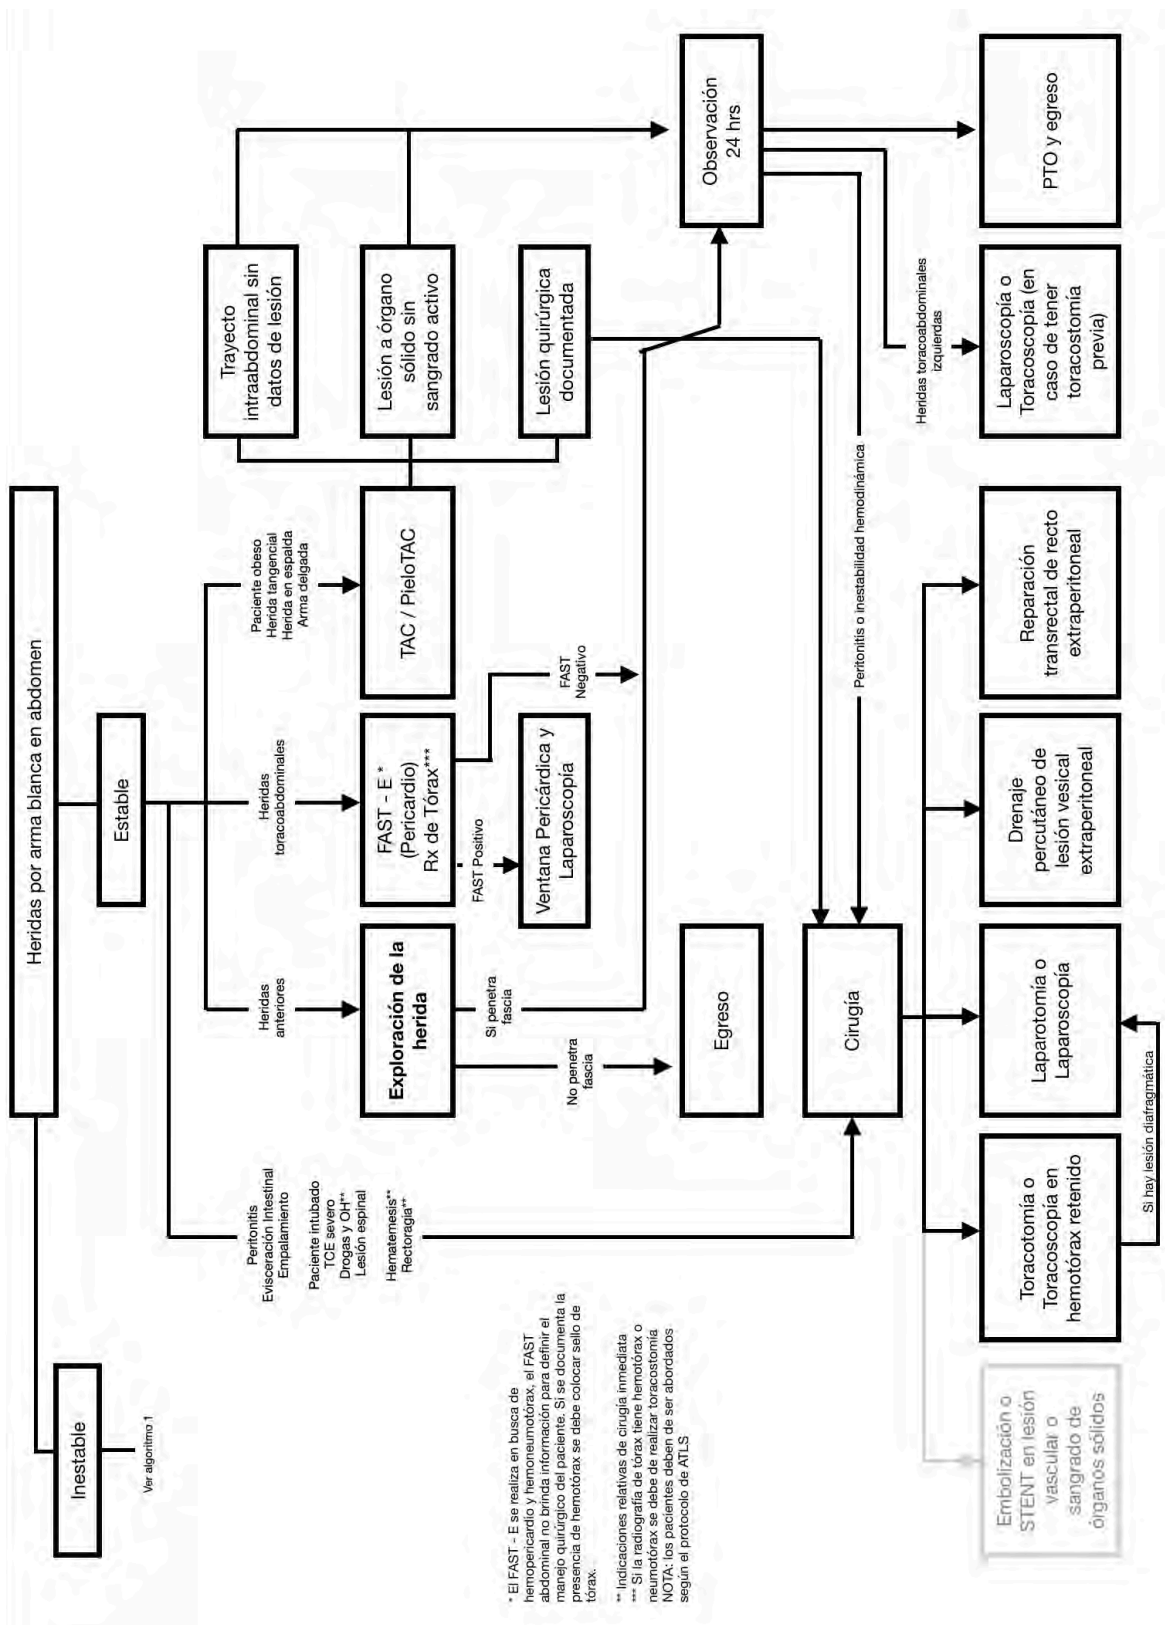 Heridas por arma blanca en abdomen
Inestable
Ver algoritmo 1
Estable
Peritonitis
Evisceración Intestinal
Empalamiento
Paciente intubado
TCE severo
Drogas y OH**
Lesión espinal
Hematemesis**
Rectoragia**
Heridas
anteriores
Heridas
toracoabdominales
Paciente obeso
Herida tangencial
Herida en espalda
Arma delgada
Exploración de la
herida
FAST - E *
(Pericardio)
Rx de Tórax***
TAC / PieloTAC
Trayecto
intraabdominal sin
datos de lesión
Lesión a órgano
sólido sin
sangrado activo
Lesión quirúrgica
documentada
No penetra
fascia
Si penetra
fascia
FAST Positivo
FAST
Negativo
Ventana Pericárdica y
Laparoscopía
Egreso
Observación
24 hrs
Cirugía
Peritonitis o inestabilidad hemodinámica
Heridas toracoabdominales
izquierdas
Embolización o
STENT en lesión
vascular o
sangrado de
órganos sólidos
Toracotomía o
Toracoscopía en
hemotórax retenido
Si hay lesión diafragmática
Laparotomía o
Laparoscopía
Drenaje
percutáneo de
lesión vesical
extraperitoneal
Reparación
transrectal de recto
extraperitoneal
Laparoscopía o
Toracoscopía (en
caso de tener
toracostomía
previa)
PTO y egreso
* El FAST - E se realiza en busca de
hemopericardio y hemoneumotórax, el FAST
abdominal no brinda información para definir el
manejo quirúrgico del paciente. Si se documenta la
presencia de hemotórax se debe colocar sello de
tórax.
** Indicaciones relativas de cirugía inmediata
*** Si la radiografía de tórax tiene hemotórax o
neumotórax se debe de realizar toracostomía
NOTA: los pacientes deben de ser abordados
según el protocolo de ATLS